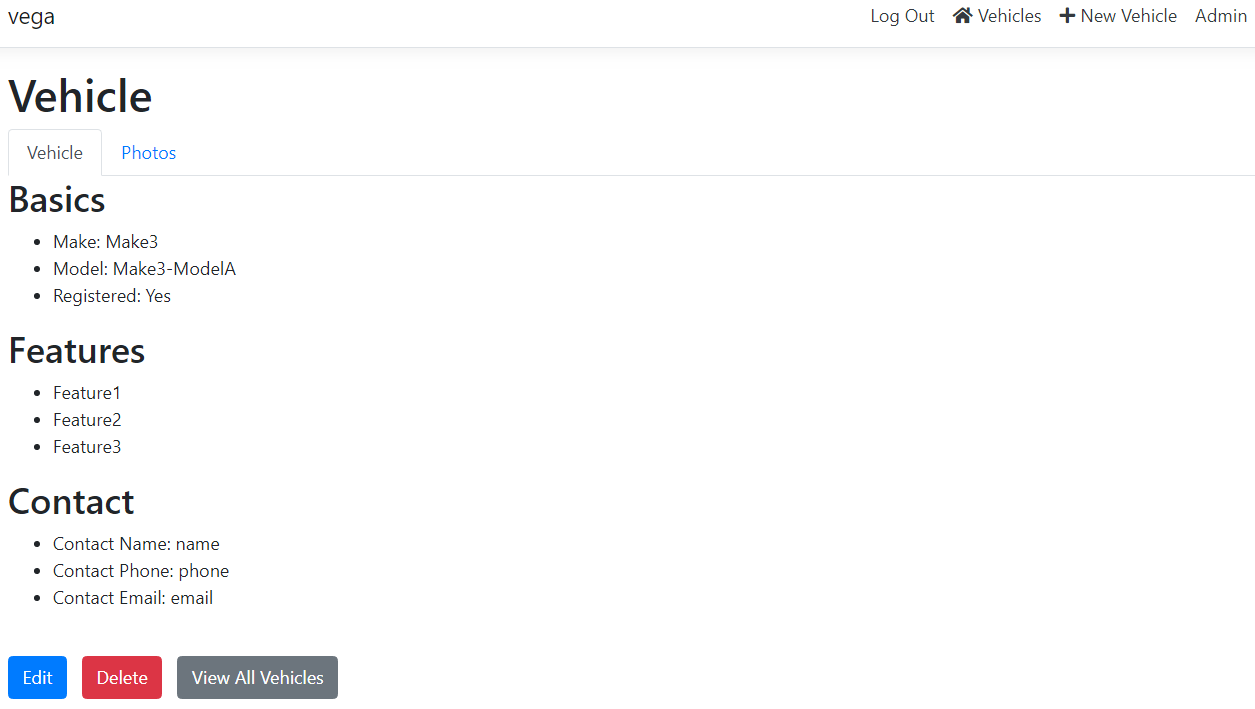 vega
Log Out Vehicles New Vehicle Admin
Vehicle
Vehicle Photos
Basics
Make: Make3
Model: Make3-ModelA
Registered: Yes
Features
Feature1
Feature2
Feature3
Contact
Contact Name: name
Contact Phone: phone
Contact Email: email
Edit Delete View All Vehicles